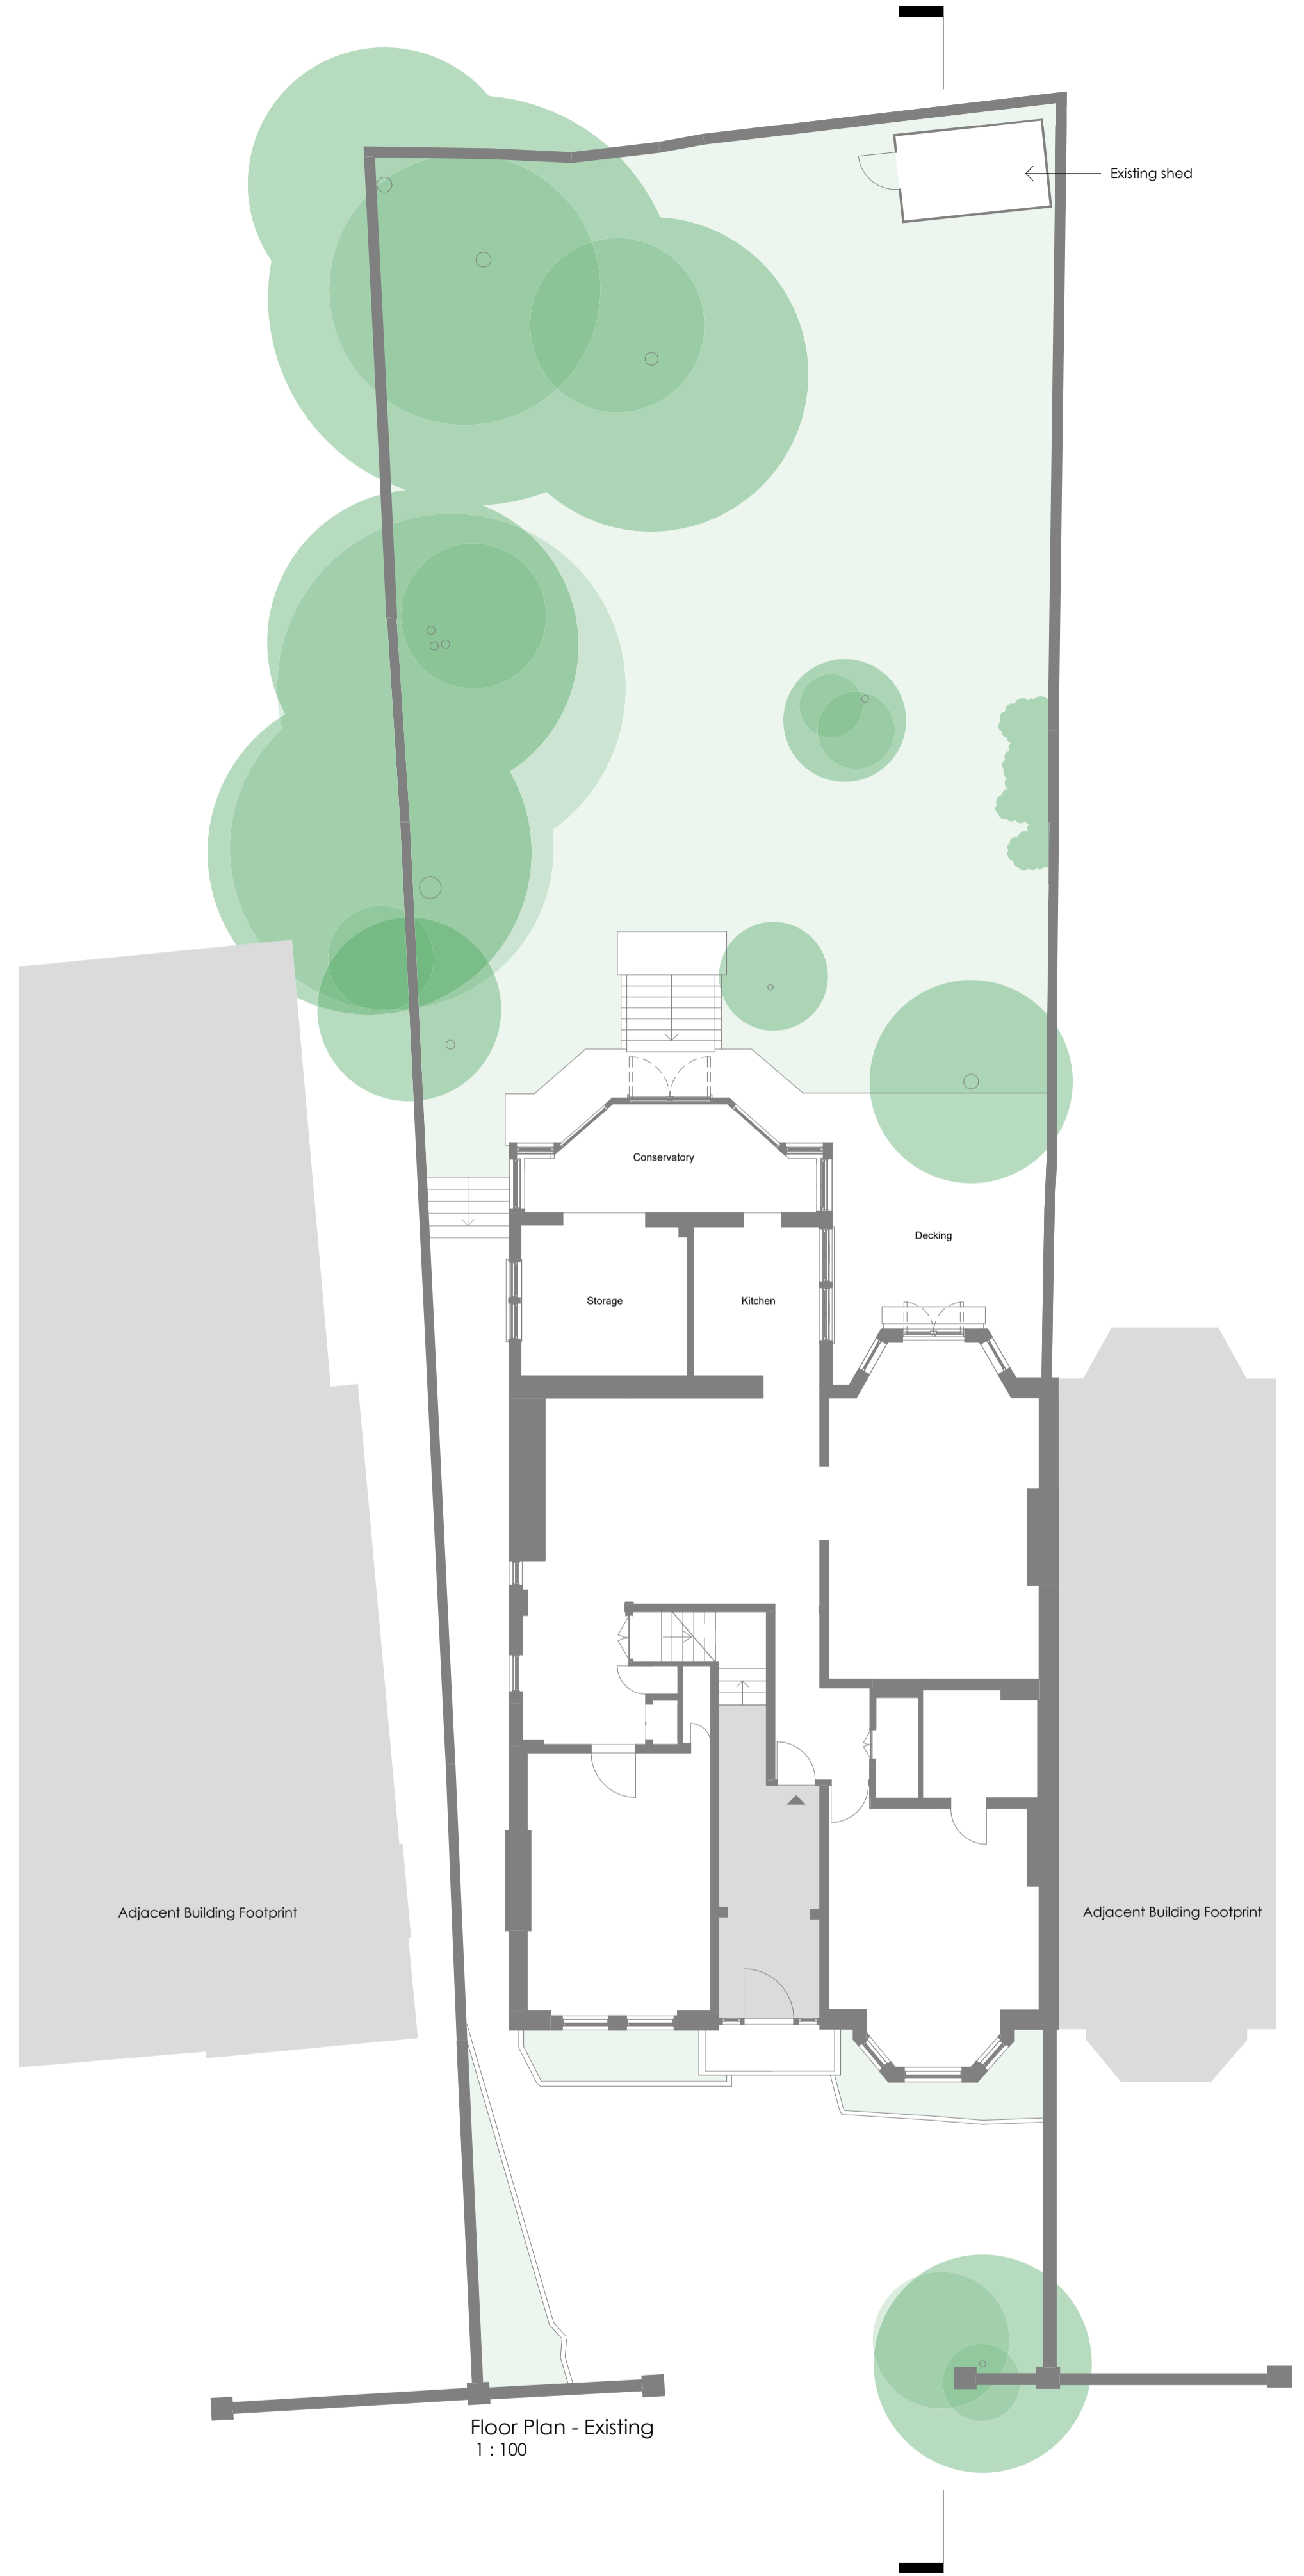 Existing shed
Conservatory
Decking
Storage
Kitchen
Adjacent Building Footprint
Adjacent Building Footprint
Floor Plan - Existing
1 : 100